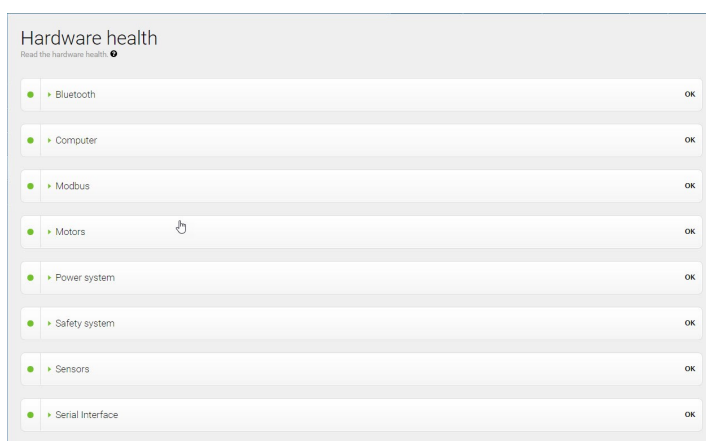 Hardware health
Read the hardware health. ?
Bluetooth OK
Computer OK
Modbus OK
Motors OK
Power system OK
Safety system OK
Sensors OK
Serial Interface OK